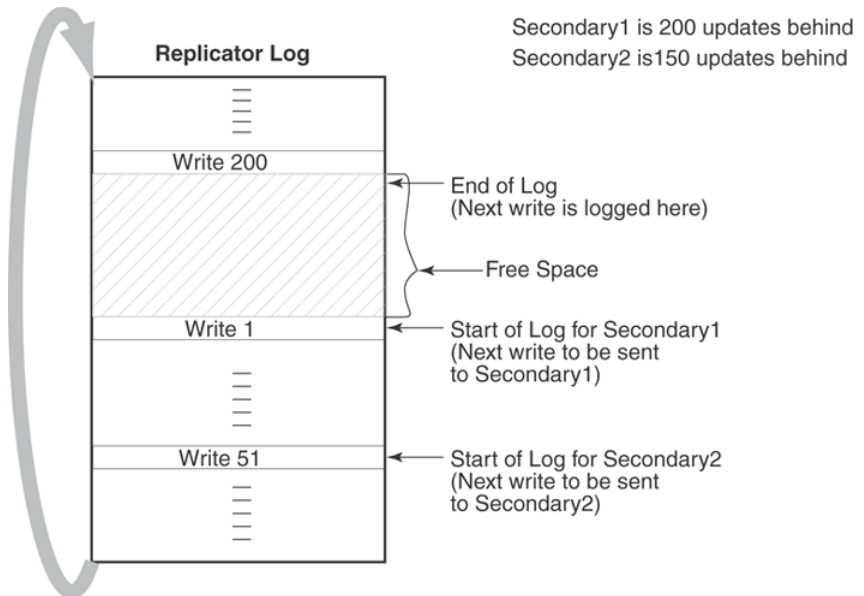 Secondary1 is 200 updates behind
Secondary2 is150 updates behind
Replicator Log
Write 200
End of Log
(Next write is logged here)
Free Space
Write 1
Start of Log for Secondary1
(Next write to be sent
to Secondary1)
Write 51
Start of Log for Secondary2
(Next write to be sent
to Secondary2)